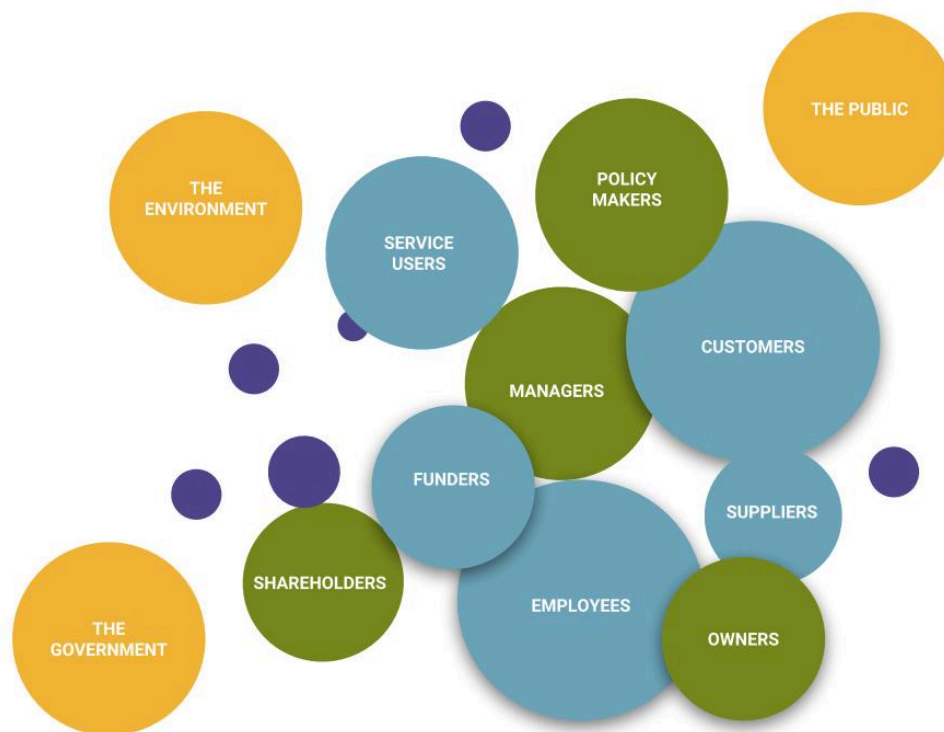 THE PUBLIC
POLICY
MAKERS
THE
ENVIRONMENT
SERVICE
USERS
CUSTOMERS
MANAGERS
FUNDERS
SUPPLIERS
SHAREHOLDERS
EMPLOYEES
THE
GOVERNMENT
OWNERS